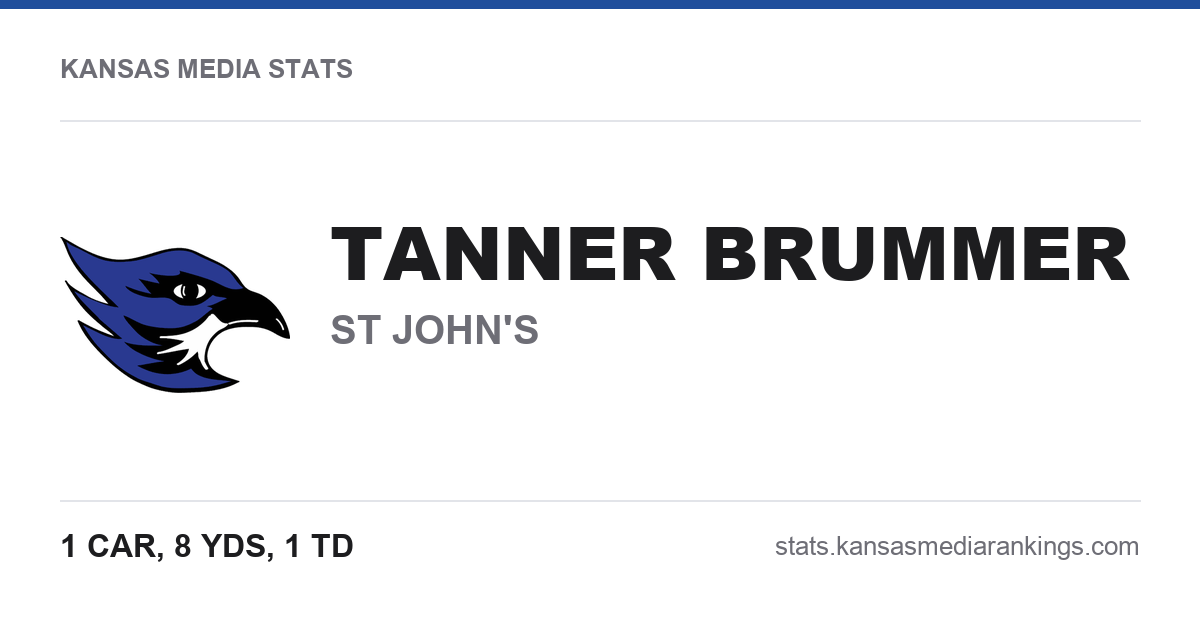 KANSAS MEDIA STATS
TANNER BRUMMER
ST JOHN'S
1 CAR, 8 YDS, 1 TD
stats.kansasmediarankings.com